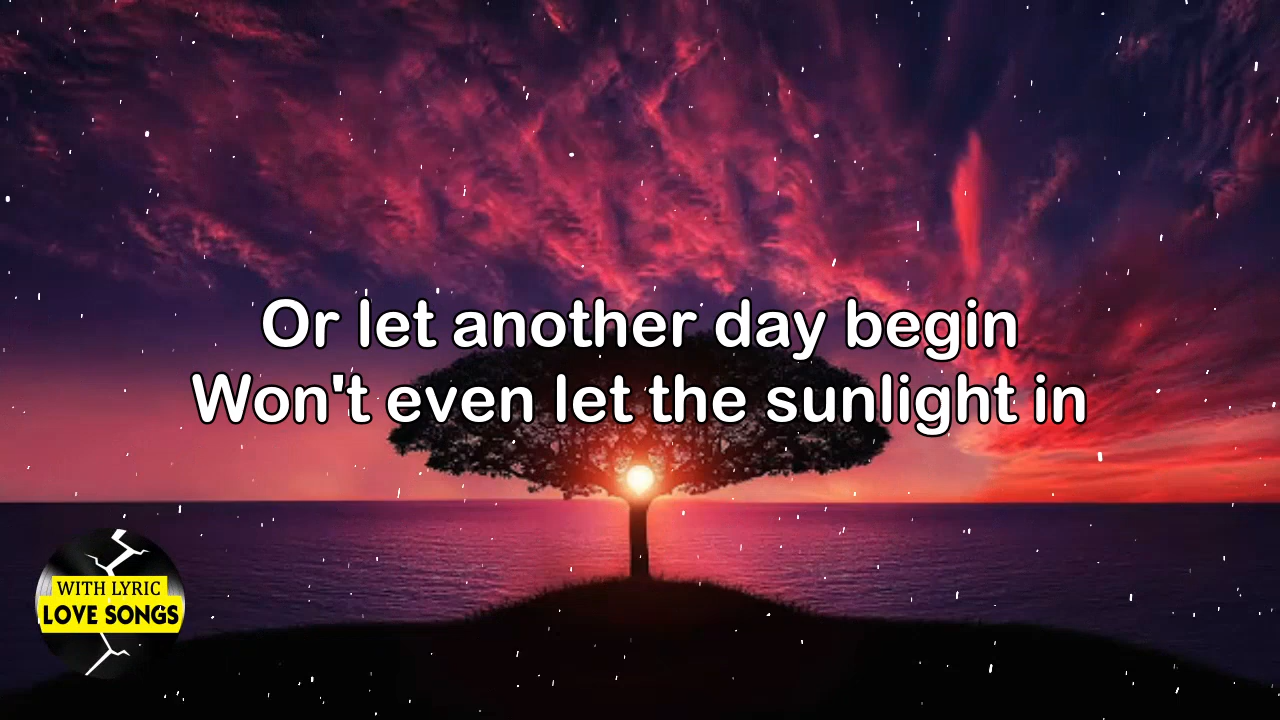 Or let another day begin
Won't even let the sunlight in
WITH LYRIC
LOVE SONGS